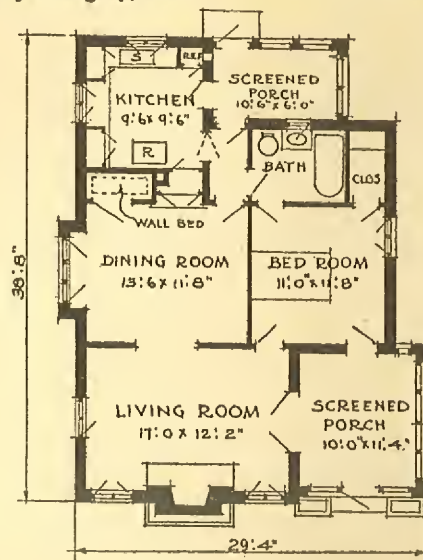 S
REF
KITCHEN
9'6 X 9'6"
SCREENED
PORCH
10'6" X 6'0"
R
BATH
CLOS
WALL BED
DINING ROOM
13'6 X 11'8"
BED ROOM
11'0" X 11'8"
38'8"
LIVING ROOM
17'0 X 12'2"
SCREENED
PORCH
10'0" X 11'4"
29'4"